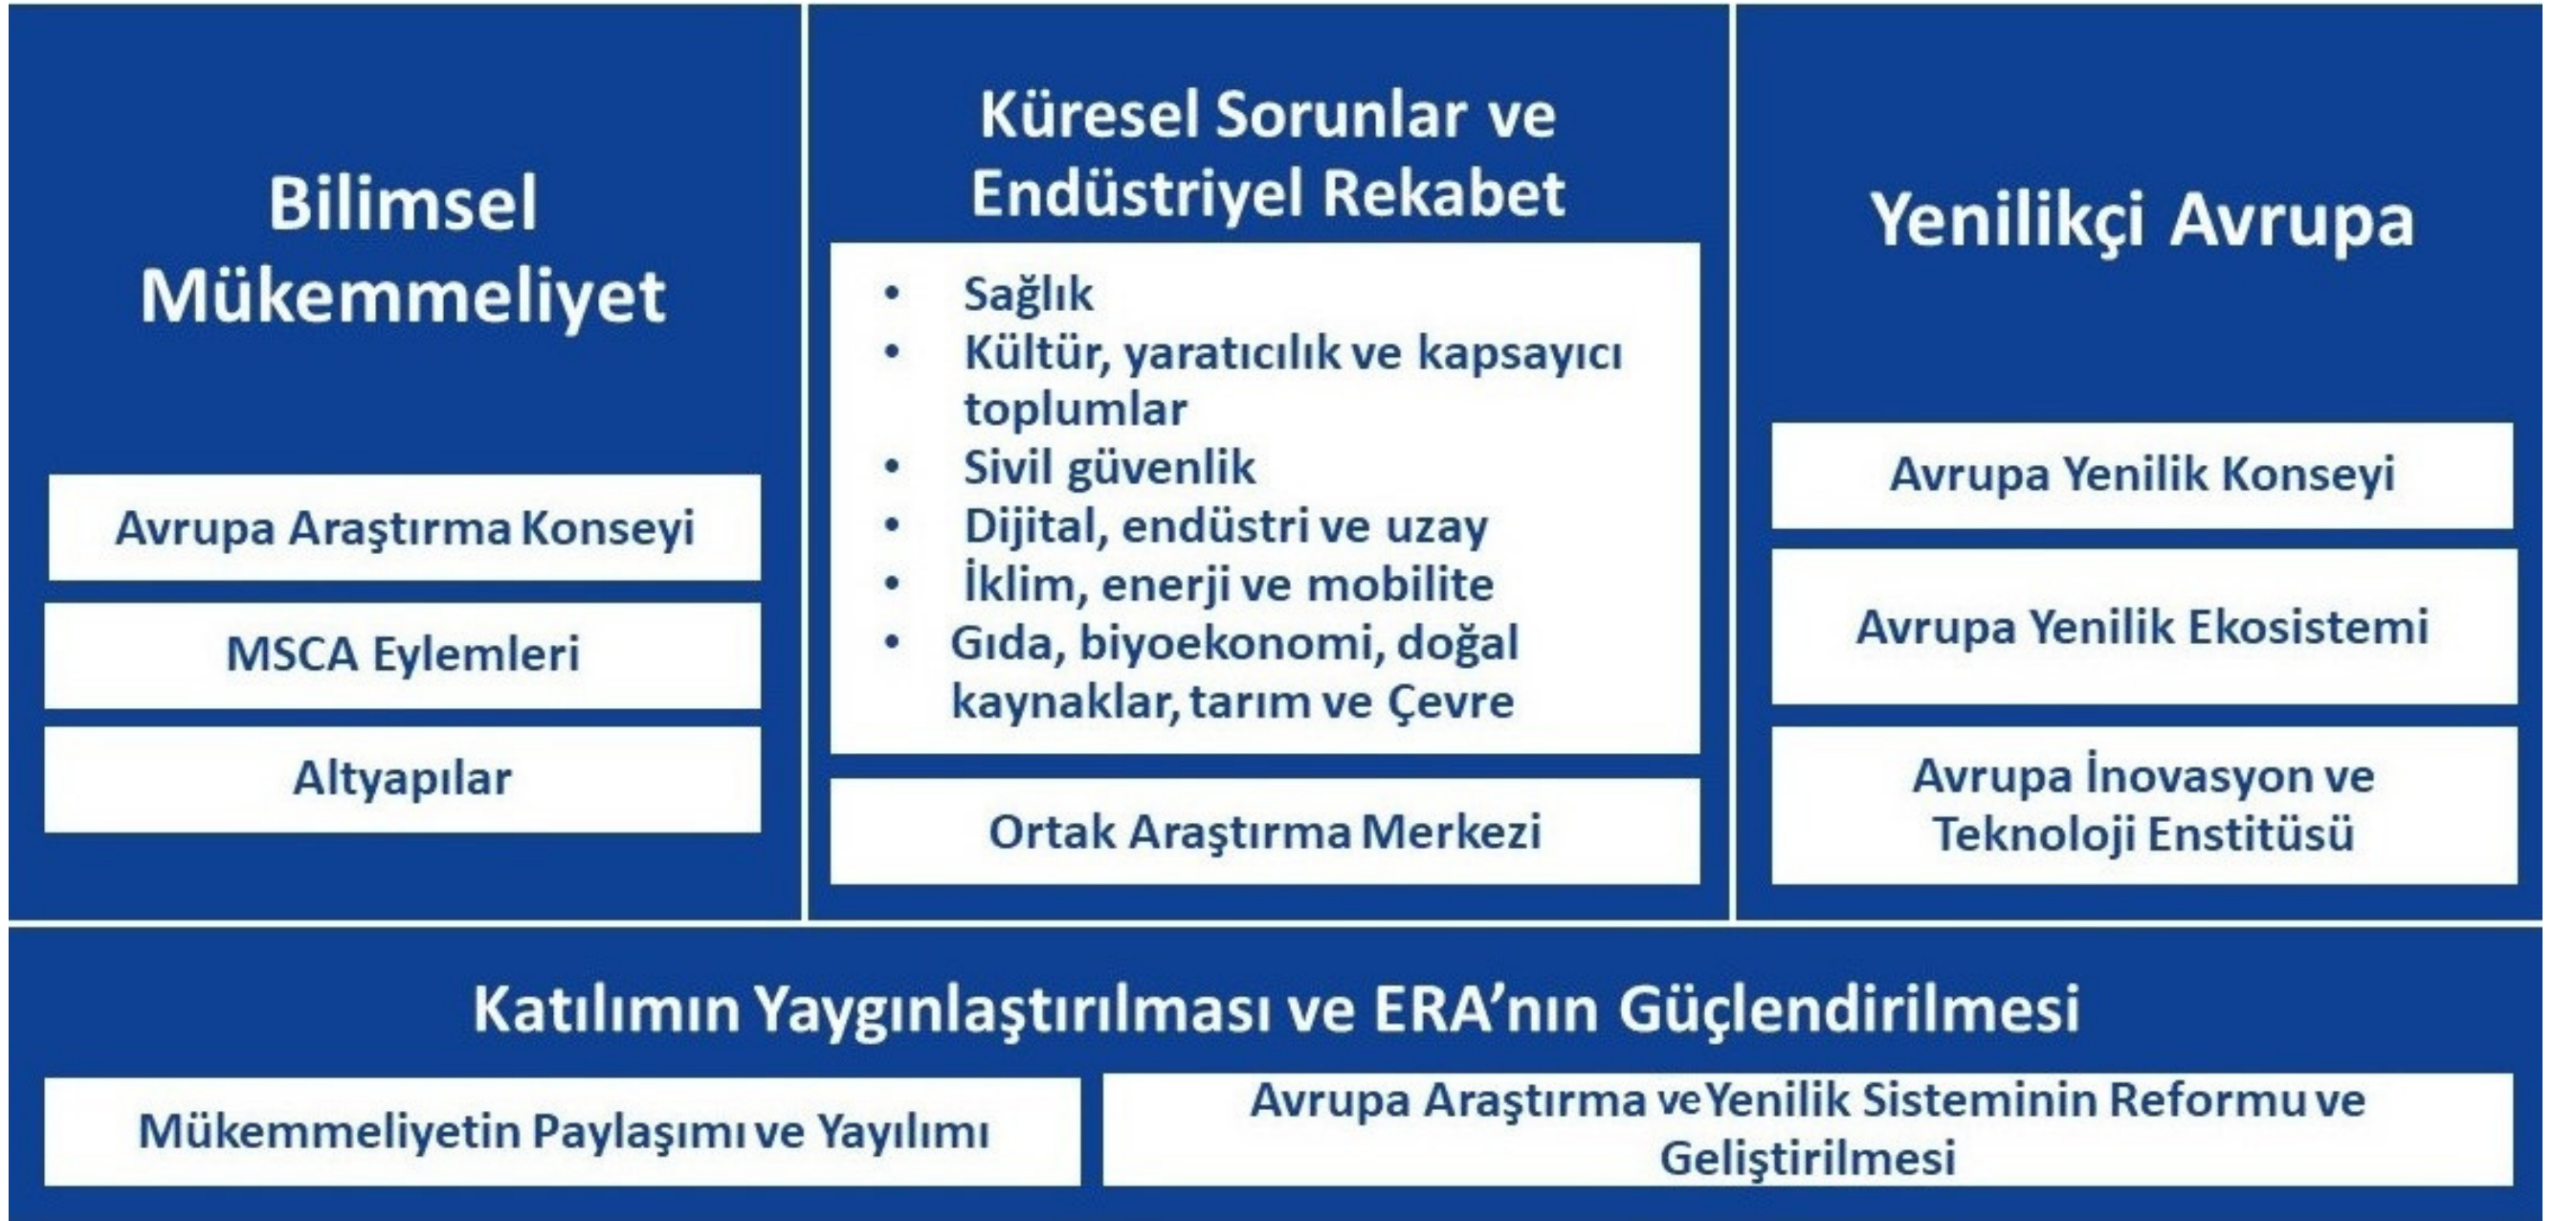 Bilimsel
Mükemmeliyet
Avrupa Araştırma Konseyi
MSCA Eylemleri
Altyapılar
Küresel Sorunlar ve
Endüstriyel Rekabet
• Sağlık
• Kültür, yaratıcılık ve kapsayıcı
toplumlar
• Sivil güvenlik
• Dijital, endüstri ve uzay
• İklim, enerji ve mobilite
• Gıda, biyoekonomi, doğal
kaynaklar, tarım ve Çevre
Ortak Araştırma Merkezi
Yenilikçi Avrupa
Avrupa Yenilik Konseyi
Avrupa Yenilik Ekosistemi
Avrupa İnovasyon ve
Teknoloji Enstitüsü
Katılımın Yaygınlaştırılması ve ERA’nın Güçlendirilmesi
Mükemmeliyetin Paylaşımı ve Yayılımı
Avrupa Araştırma ve Yenilik Sisteminin Reformu ve
Geliştirilmesi